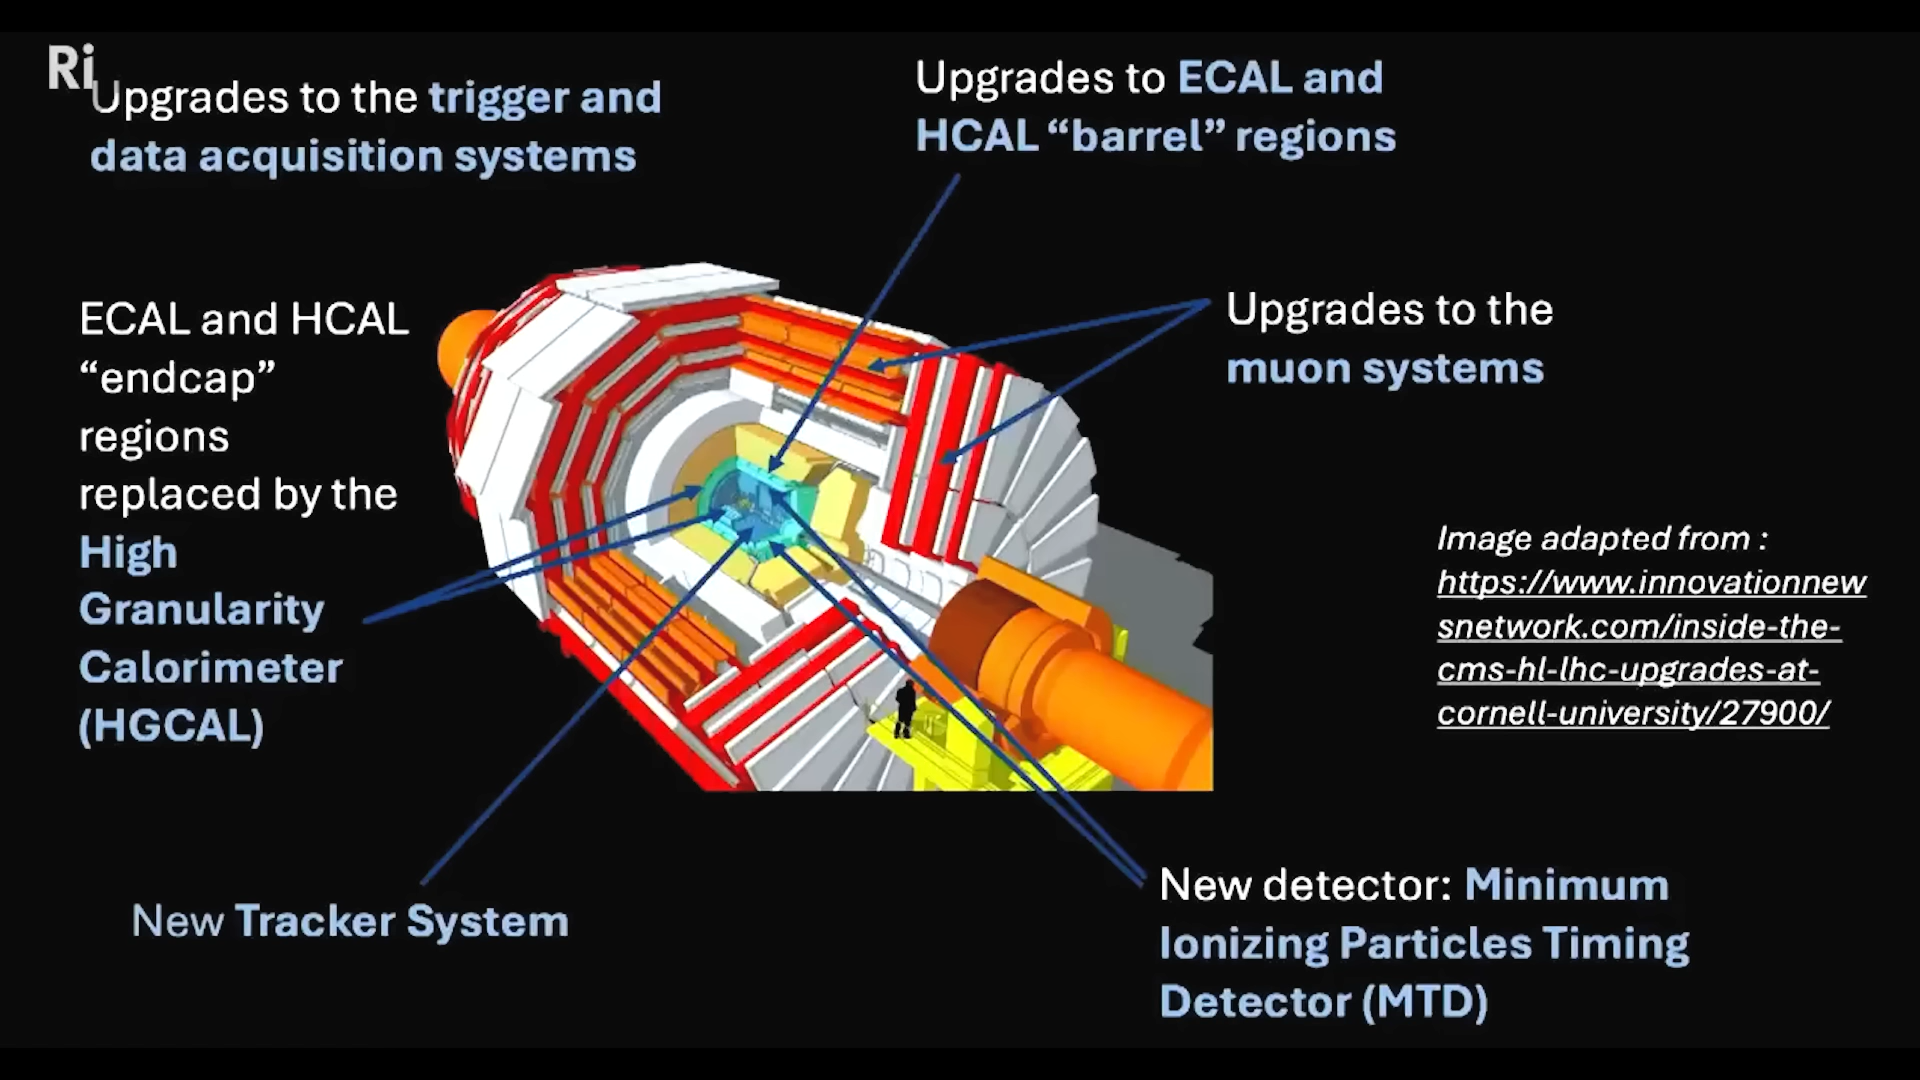 Ri
Upgrades to the trigger and
data acquisition systems
Upgrades to ECAL and
HCAL “barrel” regions
ECAL and HCAL
“endcap”
regions
replaced by the
High
Granularity
Calorimeter
(HGCAL)
Upgrades to the
muon systems
Image adapted from :
https://www.innovationnew
snetwork.com/inside-the-
cms-hl-lhc-upgrades-at-
cornell-university/27900/
New Tracker System
New detector: Minimum
Ionizing Particles Timing
Detector (MTD)